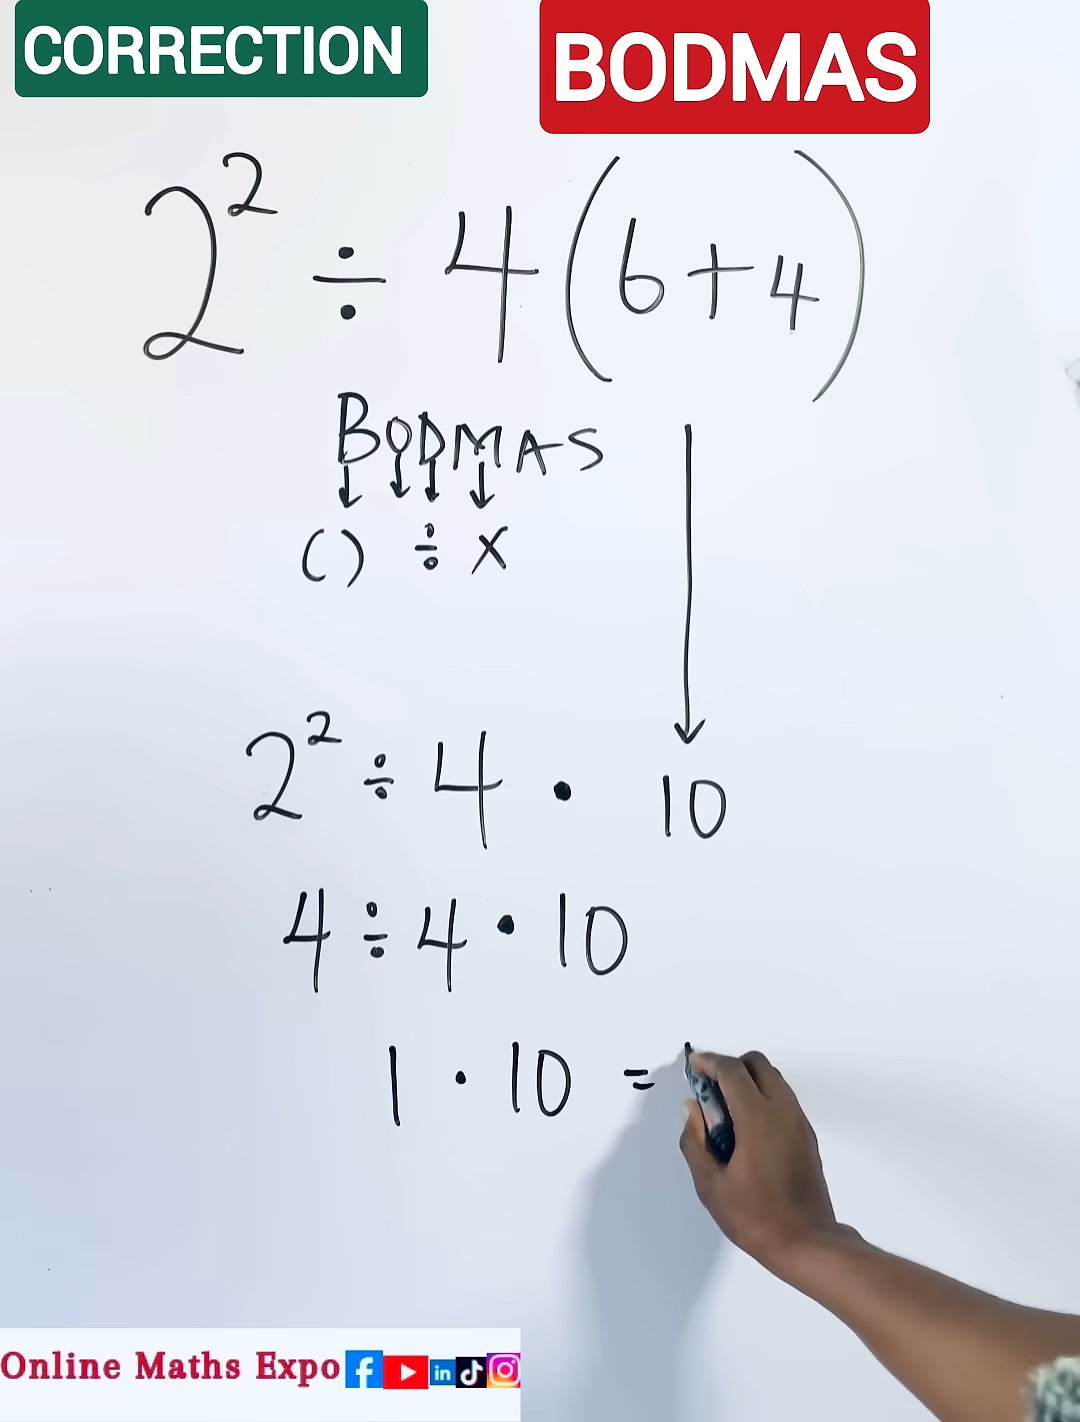 CORRECTION
BODMAS
2² ÷ 4(6+4)
BODMAS
() ÷ ×
2² ÷ 4 · 10
4 ÷ 4 · 10
1 · 10 =
Online Maths Expo